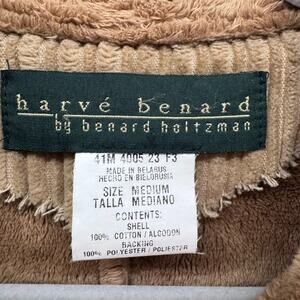 harvé benard
by benard holtzman
41M 4005 23 F3
MADE IN BELARUS
HECHO EN BIELORUSIA
SIZE MEDIUM
TALLA MEDIANO
CONTENTS:
SHELL
100% COTTON / ALGODON
BACKING
100% POLYESTER / POLIESTER